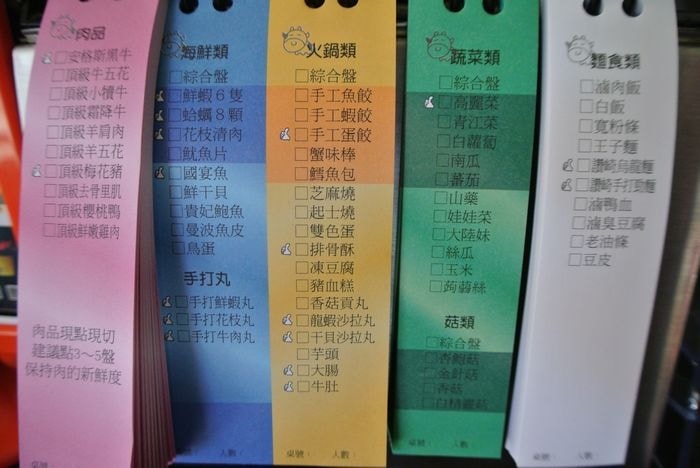 肉品
□安格斯黑牛
□頂級牛五花
□頂級小犢牛
□頂級霜降牛
□頂級羊肩肉
□頂級羊五花
□頂級梅花豬
□頂級去骨里肌
□頂級櫻桃鴨
□頂級鮮嫩雞肉
肉品現點現切
建議點3～5盤
保持肉的新鮮度
桌號：
海鮮類
□綜合盤
□鮮蝦6隻
□蛤蠣8顆
□花枝清肉
□魷魚片
□國宴魚
□鮮干貝
□貴妃鮑魚
□曼波魚皮
□鳥蛋
手打丸
□手打鮮蝦丸
□手打花枝丸
□手打牛肉丸
桌號： 人數：
火鍋類
□綜合盤
□手工魚餃
□手工蝦餃
□手工蛋餃
□蟹味棒
□鱈魚包
□芝麻燒
□起士燒
□雙色蛋
□排骨酥
□凍豆腐
□豬血糕
□香菇貢丸
□龍蝦沙拉丸
□干貝沙拉丸
□芋頭
□大腸
□牛肚
桌號： 人數：
蔬菜類
□綜合盤
□高麗菜
□青江菜
□白蘿蔔
□南瓜
□蕃茄
□山藥
□娃娃菜
□大陸妹
□絲瓜
□玉米
□蒟蒻絲
菇類
□綜合盤
□杏鮑菇
□金針菇
□香菇
□白精靈菇
桌號： 人數：
麵食類
□滷肉飯
□白飯
□寬粉條
□王子麵
□讚岐烏龍麵
□讚岐手打勁麵
□滷鴨血
□滷臭豆腐
□老油條
□豆皮
桌號： 人數：